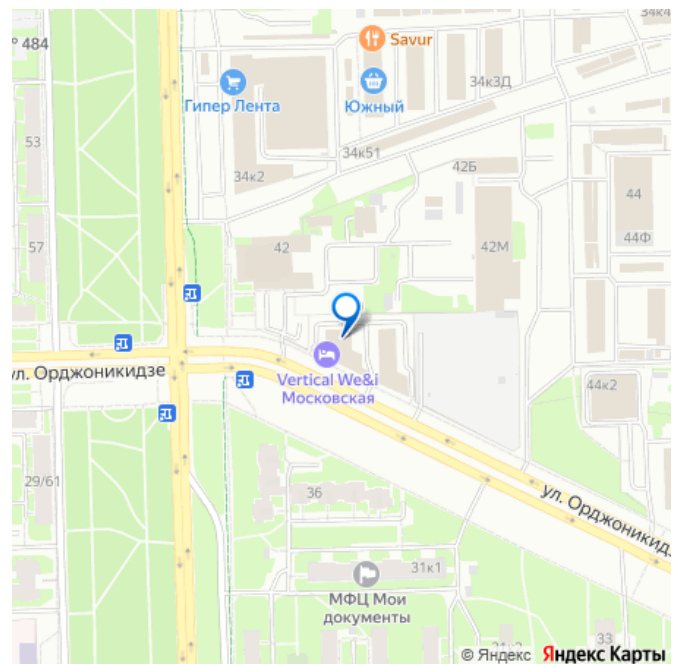 34к4
484
Savur
53
Гипер Лента
Южный
34к3Д
34к51
34к2
42Б
44
44Ф
57
42
42М
ул. Орджоникидзе
Vertical We&i
Московская
44к2
29/61
36
ул. Орджоникидз
31к1
МФЦ Мои
документы
33
© Яндекс Яндекс Карты